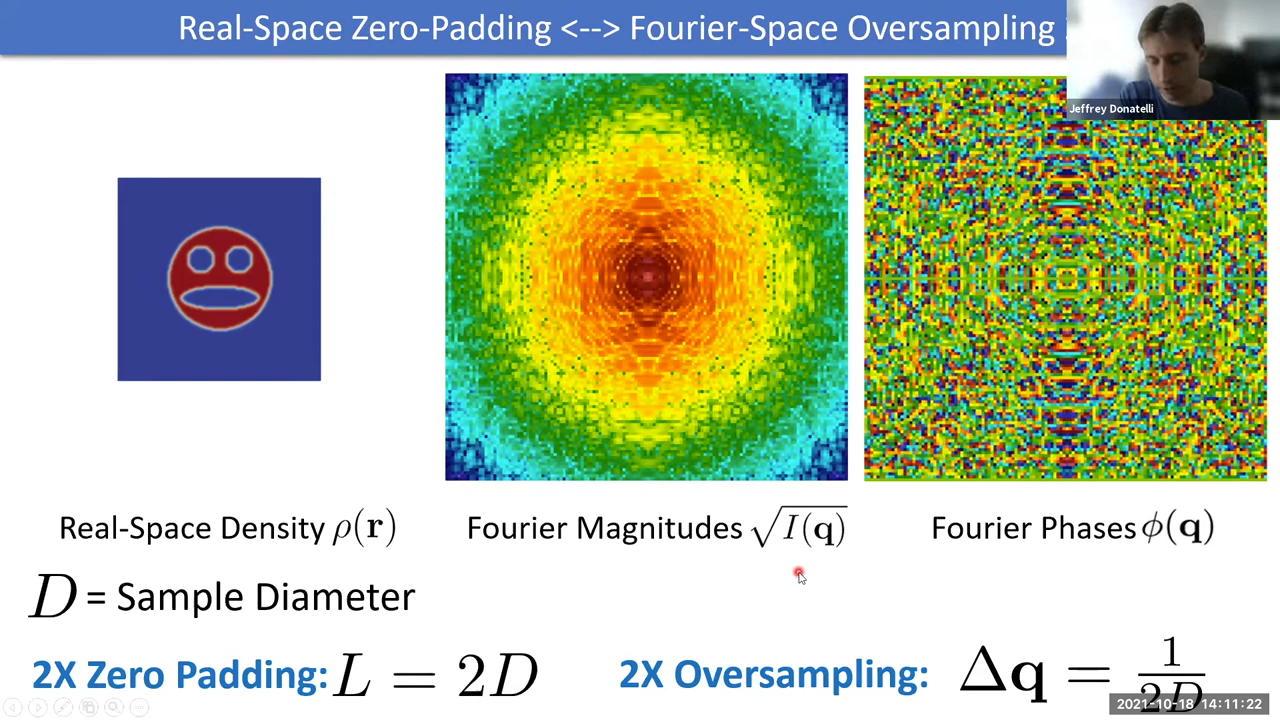 Real-Space Zero-Padding <--> Fourier-Space Oversampling
Jeffrey Donatelli
Real-Space Density ρ(r)
Fourier Magnitudes √I(q)
Fourier Phases ϕ(q)
D = Sample Diameter
2X Zero Padding: L = 2D
2X Oversampling: Δq = 1/2D
2021-10-18 14:11:22